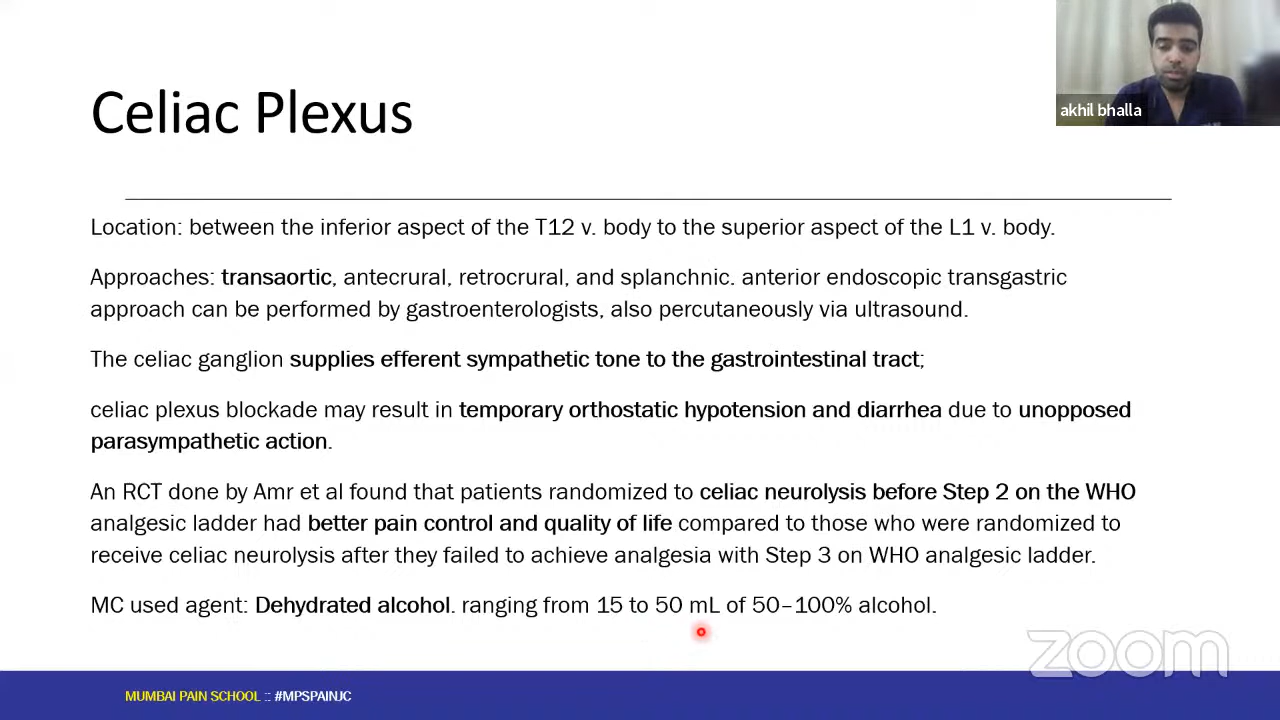 Celiac Plexus
akhil bhalla
Location: between the inferior aspect of the T12 v. body to the superior aspect of the L1 v. body.
Approaches: transaortic, antecrural, retrocrural, and splanchnic. anterior endoscopic transgastric
approach can be performed by gastroenterologists, also percutaneously via ultrasound.
The celiac ganglion supplies efferent sympathetic tone to the gastrointestinal tract;
celiac plexus blockade may result in temporary orthostatic hypotension and diarrhea due to unopposed
parasympathetic action.
An RCT done by Amr et al found that patients randomized to celiac neurolysis before Step 2 on the WHO
analgesic ladder had better pain control and quality of life compared to those who were randomized to
receive celiac neurolysis after they failed to achieve analgesia with Step 3 on WHO analgesic ladder.
MC used agent: Dehydrated alcohol. ranging from 15 to 50 mL of 50–100% alcohol.
zoom
MUMBAI PAIN SCHOOL :: #MPSPAINJC